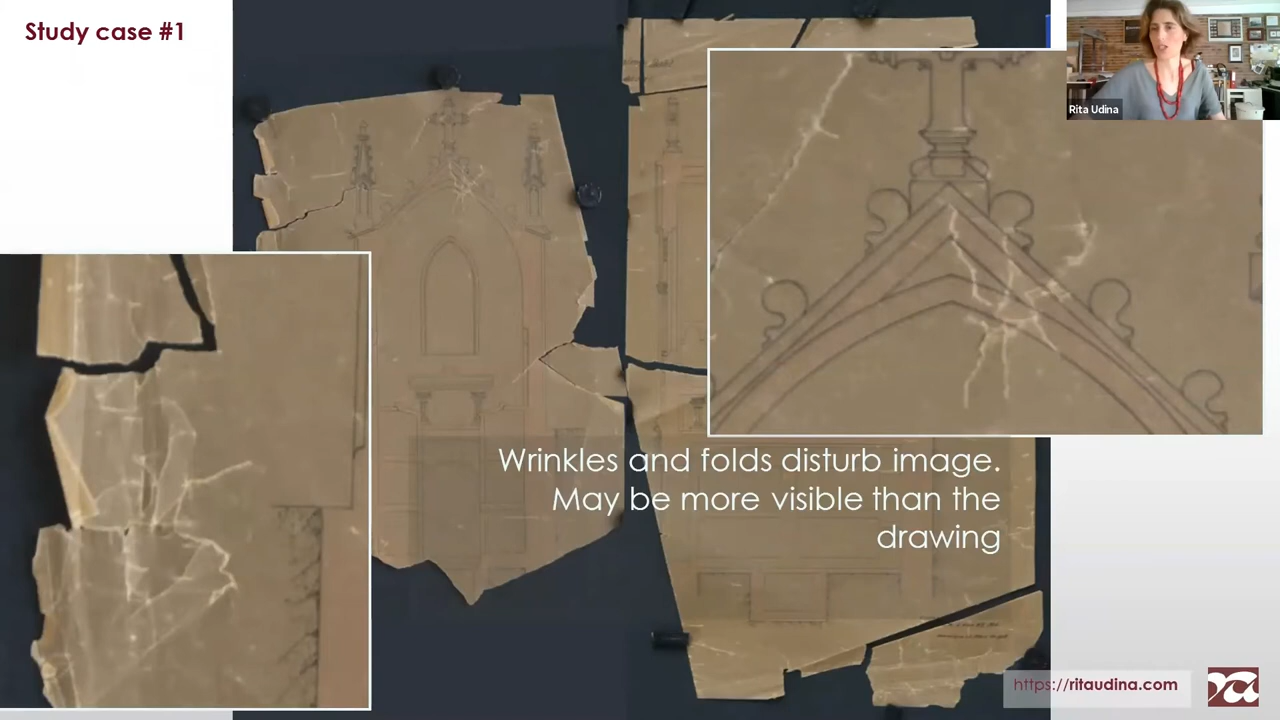 Study case #1
Rita Udina
Wrinkles and folds disturb image.
May be more visible than the
drawing
https://ritaudina.com